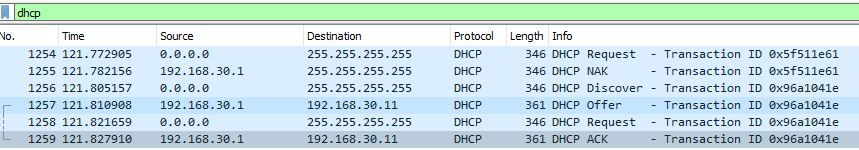 dhcp
No. Time Source Destination Protocol Length Info
1254 121.772905 0.0.0.0 255.255.255.255 DHCP 346 DHCP Request - Transaction ID 0x5f511e61
1255 121.782156 192.168.30.1 255.255.255.255 DHCP 346 DHCP NAK - Transaction ID 0x5f511e61
1256 121.805157 0.0.0.0 255.255.255.255 DHCP 346 DHCP Discover - Transaction ID 0x96a1041e
1257 121.810908 192.168.30.1 192.168.30.11 DHCP 361 DHCP Offer - Transaction ID 0x96a1041e
1258 121.821659 0.0.0.0 255.255.255.255 DHCP 346 DHCP Request - Transaction ID 0x96a1041e
1259 121.827910 192.168.30.1 192.168.30.11 DHCP 361 DHCP ACK - Transaction ID 0x96a1041e